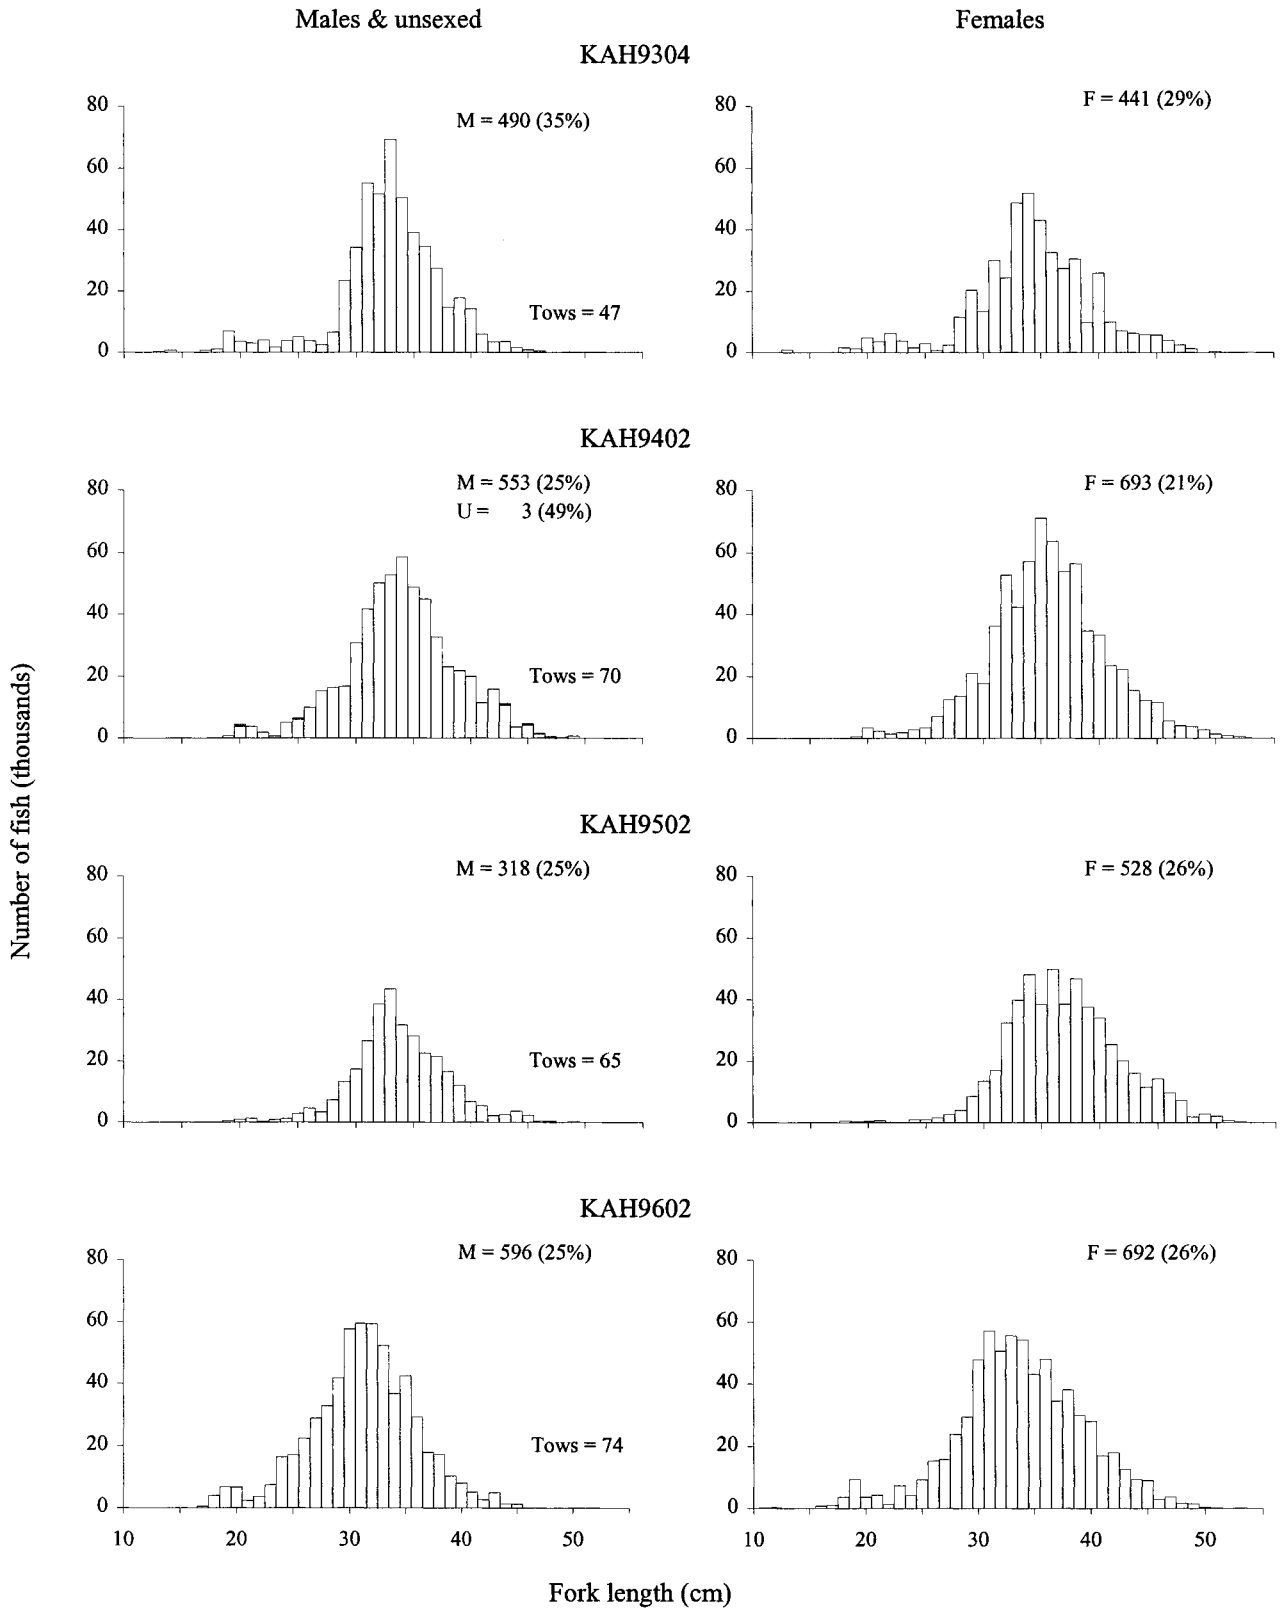 Males & unsexed
Females
KAH9304
M = 490 (35%)
F = 441 (29%)
80
60
40
20
0
Tows = 47
80
60
40
20
0
KAH9402
M = 553 (25%)
U = 3 (49%)
F = 693 (21%)
80
60
40
20
0
Tows = 70
80
60
40
20
0
KAH9502
M = 318 (25%)
F = 528 (26%)
80
60
40
20
0
Tows = 65
80
60
40
20
0
KAH9602
M = 596 (25%)
F = 692 (26%)
80
60
40
20
0
Tows = 74
80
60
40
20
0
10 20 30 40 50
10 20 30 40 50
Number of fish (thousands)
Fork length (cm)